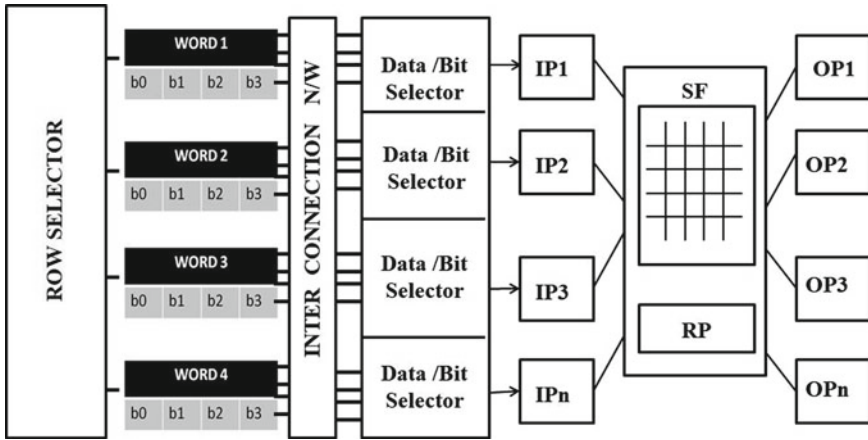 ROW SELECTOR
WORD 1
b0 b1 b2 b3
WORD 2
b0 b1 b2 b3
WORD 3
b0 b1 b2 b3
WORD 4
b0 b1 b2 b3
INTER CONNECTION N/W
Data /Bit
Selector
Data /Bit
Selector
Data /Bit
Selector
Data /Bit
Selector
IP1
IP2
IP3
IPn
SF
RP
OP1
OP2
OP3
OPn